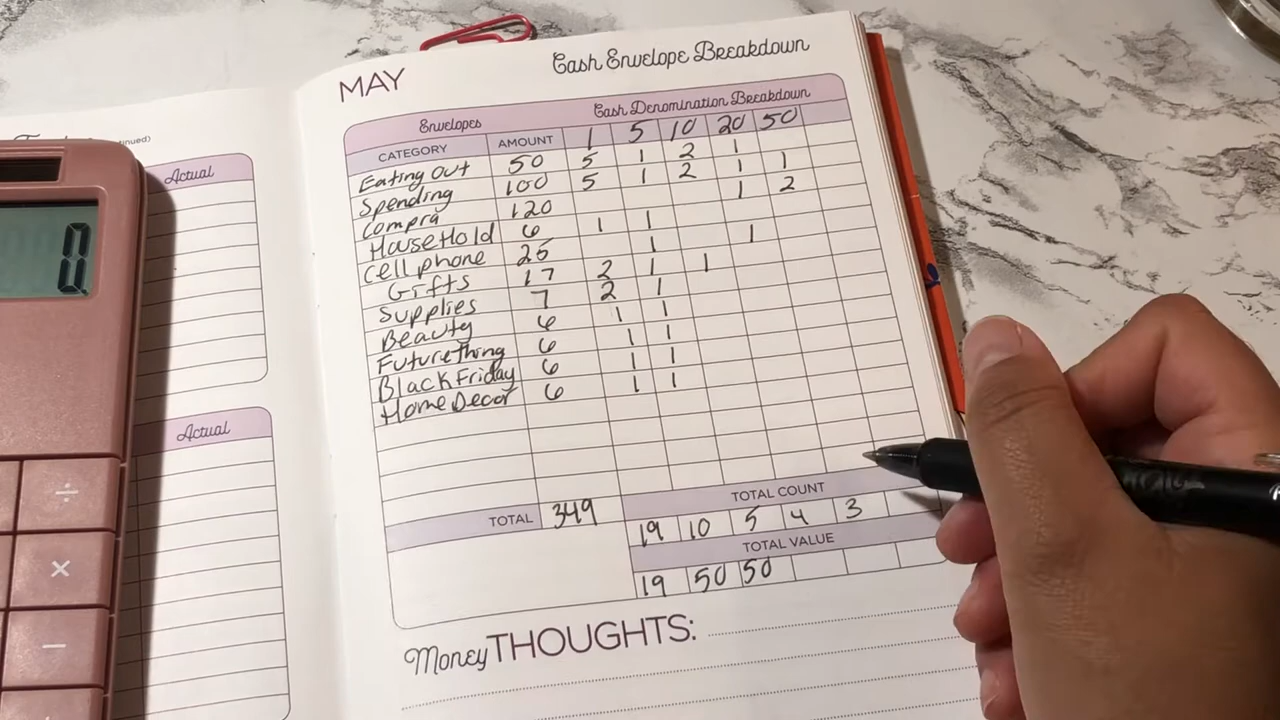 MAY
Cash Envelope Breakdown
Envelopes Cash Denomination Breakdown
CATEGORY AMOUNT 1 5 10 20 50
Eating out 50 5 1 2 1
Spending 100 5 1 2 1 1
Compra 120 1 2
Household 6 1 1
Cell phone 25 1 1
Gifts 17 2 1 1
Supplies 7 2 1
Beauty 6 1 1
Future Thing 6 1 1
Black Friday 6 1 1
Home Decor 6 1 1
TOTAL 349
TOTAL COUNT
19 10 5 4 3
TOTAL VALUE
19 50 50
Money THOUGHTS:
Actual
Actual
0
÷
×
−